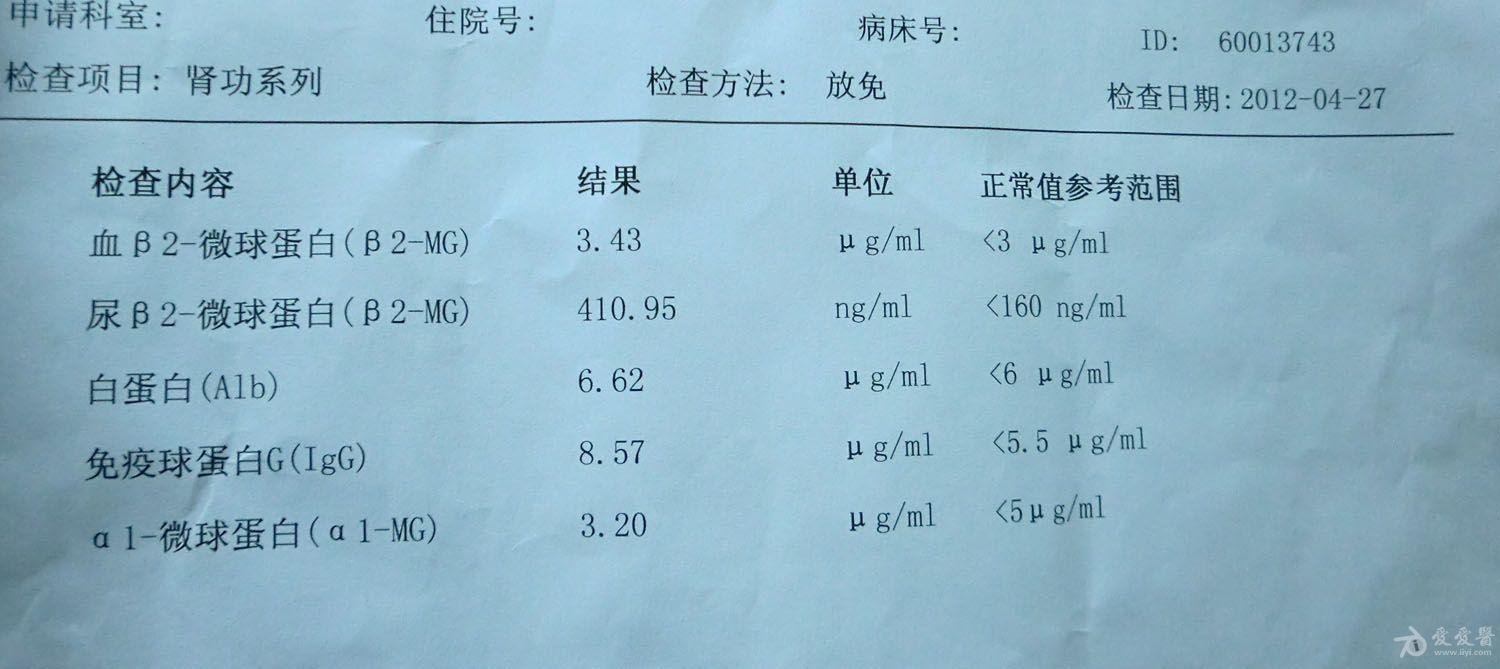 申请科室: 住院号: 病床号: ID: 60013743
检查项目: 肾功系列 检查方法: 放免 检查日期: 2012-04-27
检查内容 结果 单位 正常值参考范围
血β2-微球蛋白(β2-MG) 3.43 μg/ml <3 μg/ml
尿β2-微球蛋白(β2-MG) 410.95 ng/ml <160 ng/ml
白蛋白(Alb) 6.62 μg/ml <6 μg/ml
免疫球蛋白G(IgG) 8.57 μg/ml <5.5 μg/ml
α1-微球蛋白(α1-MG) 3.20 μg/ml <5μg/ml
爱爱醫
www.iiyi.com